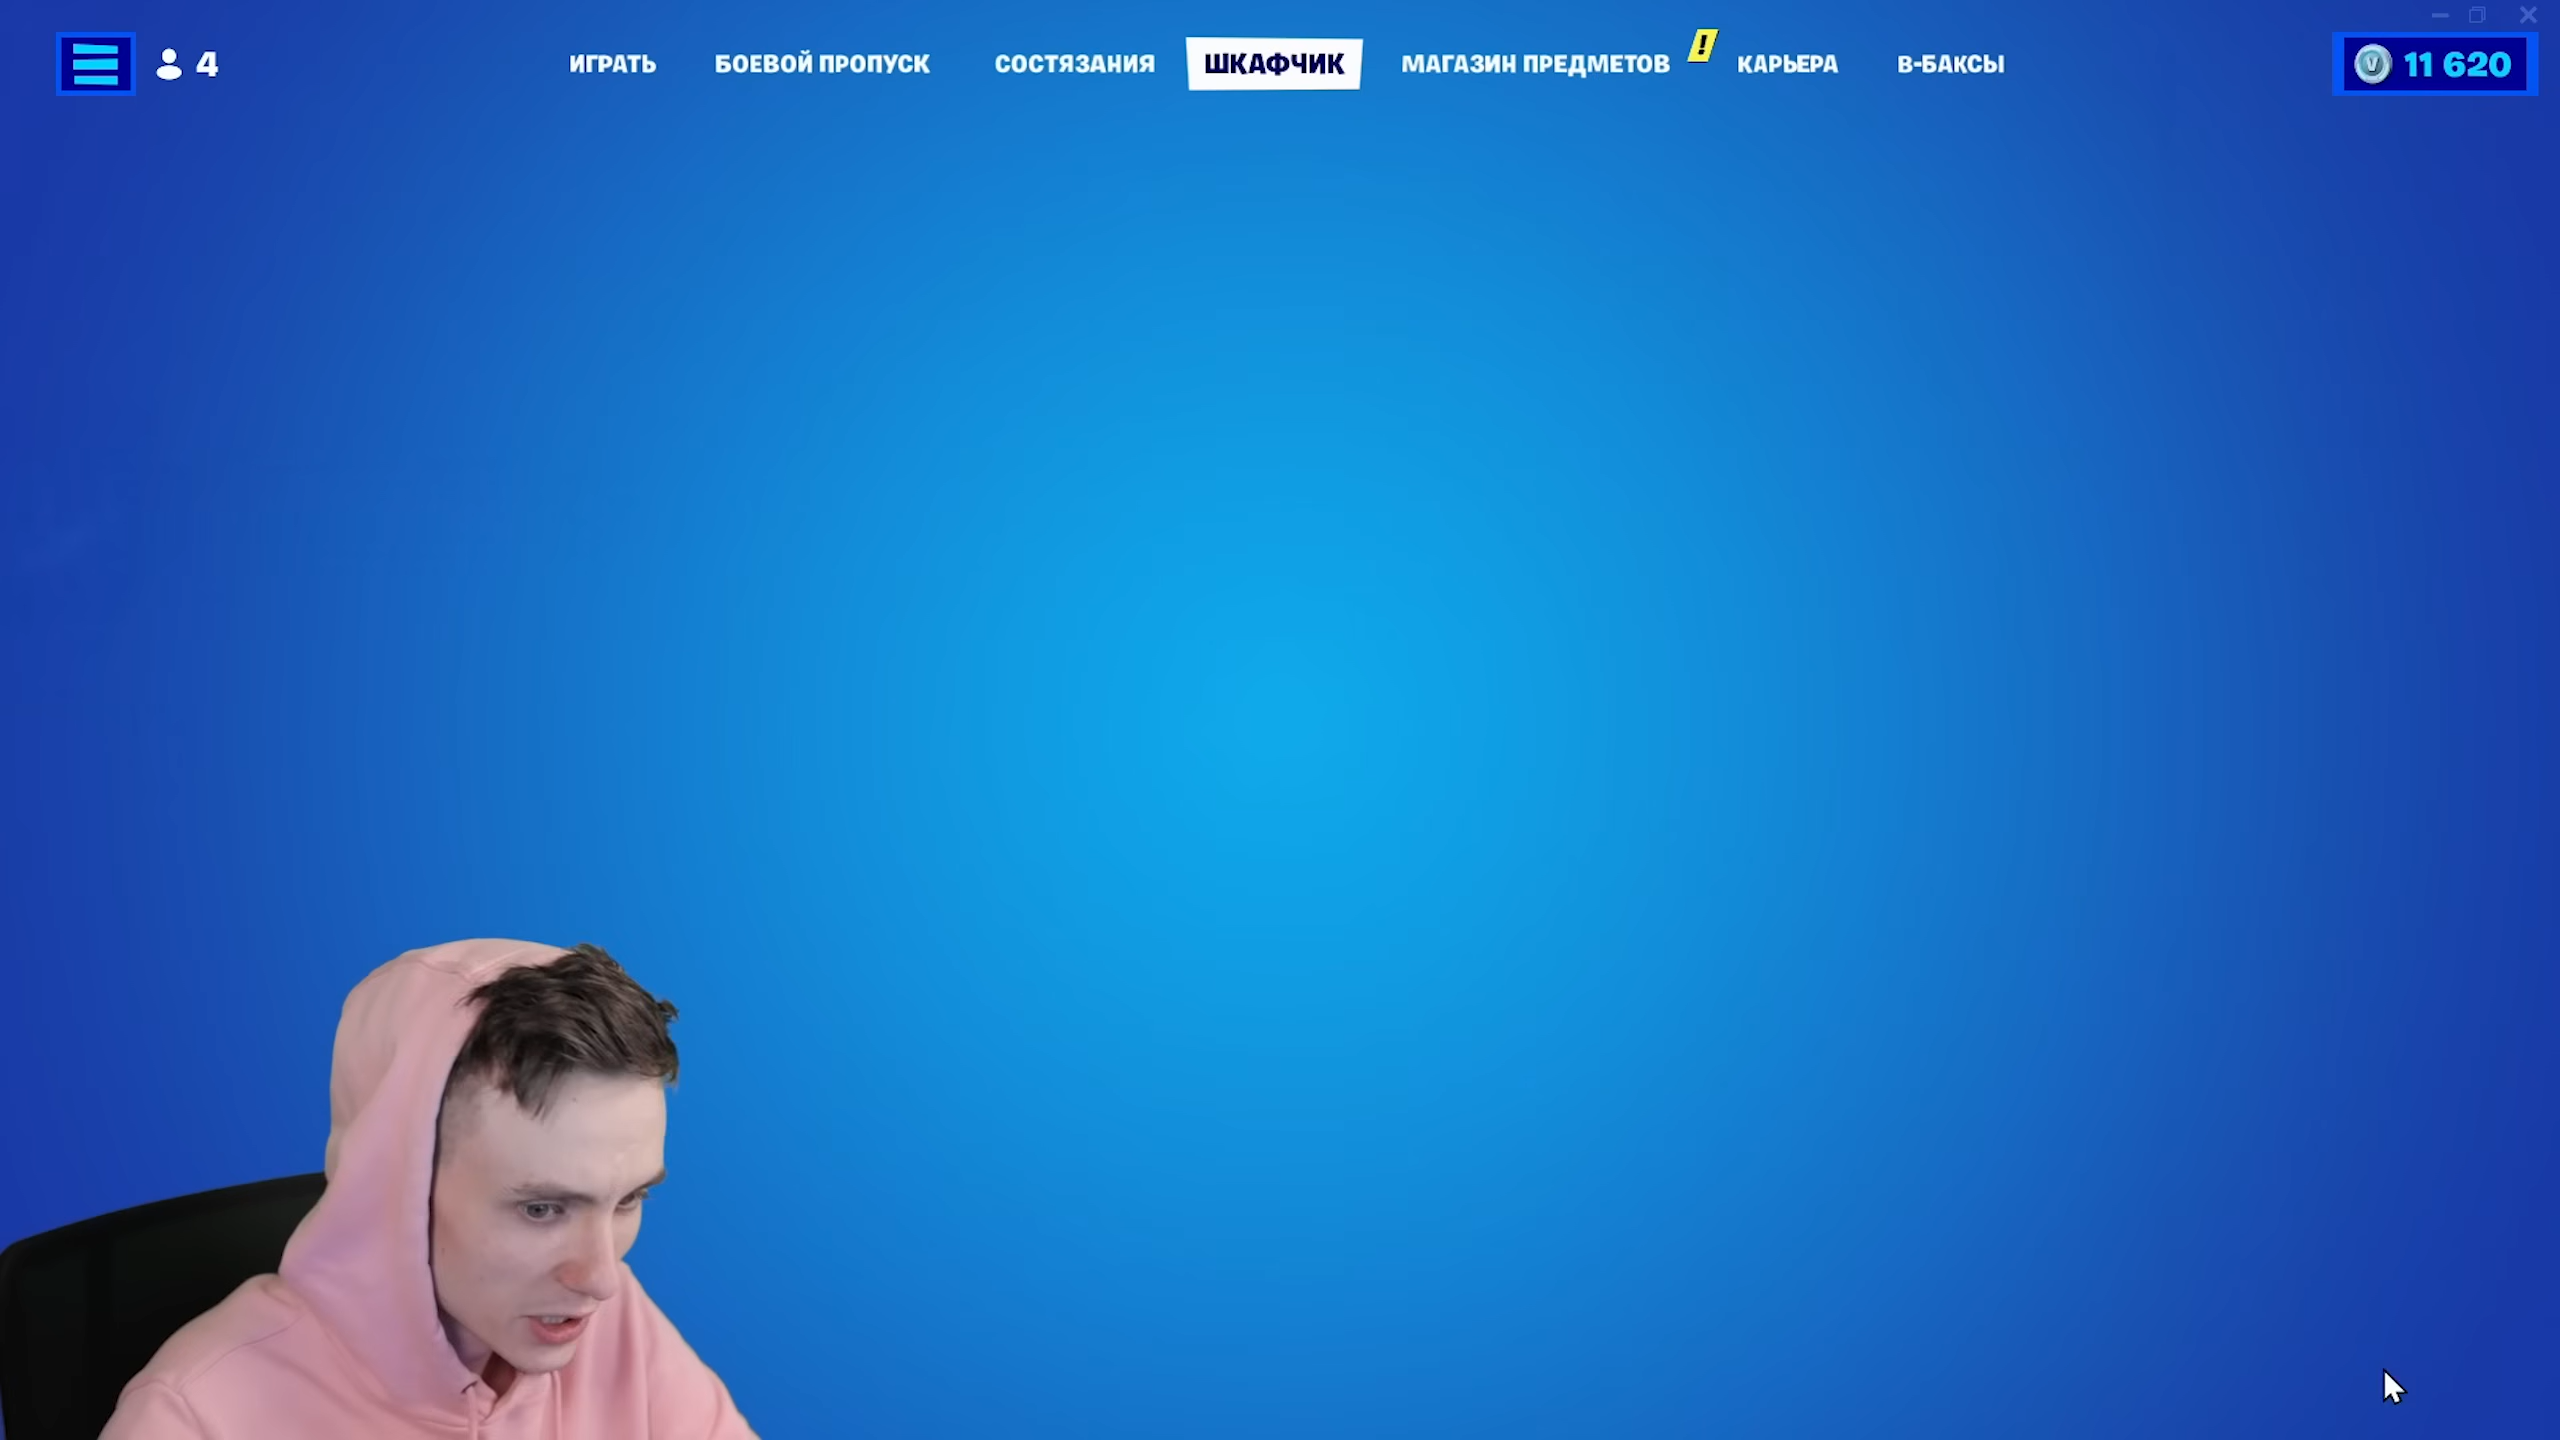 4
ИГРАТЬ
БОЕВОЙ ПРОПУСК
СОСТЯЗАНИЯ
ШКАФЧИК
МАГАЗИН ПРЕДМЕТОВ
!
КАРЬЕРА
В-БАКСЫ
V 11 620